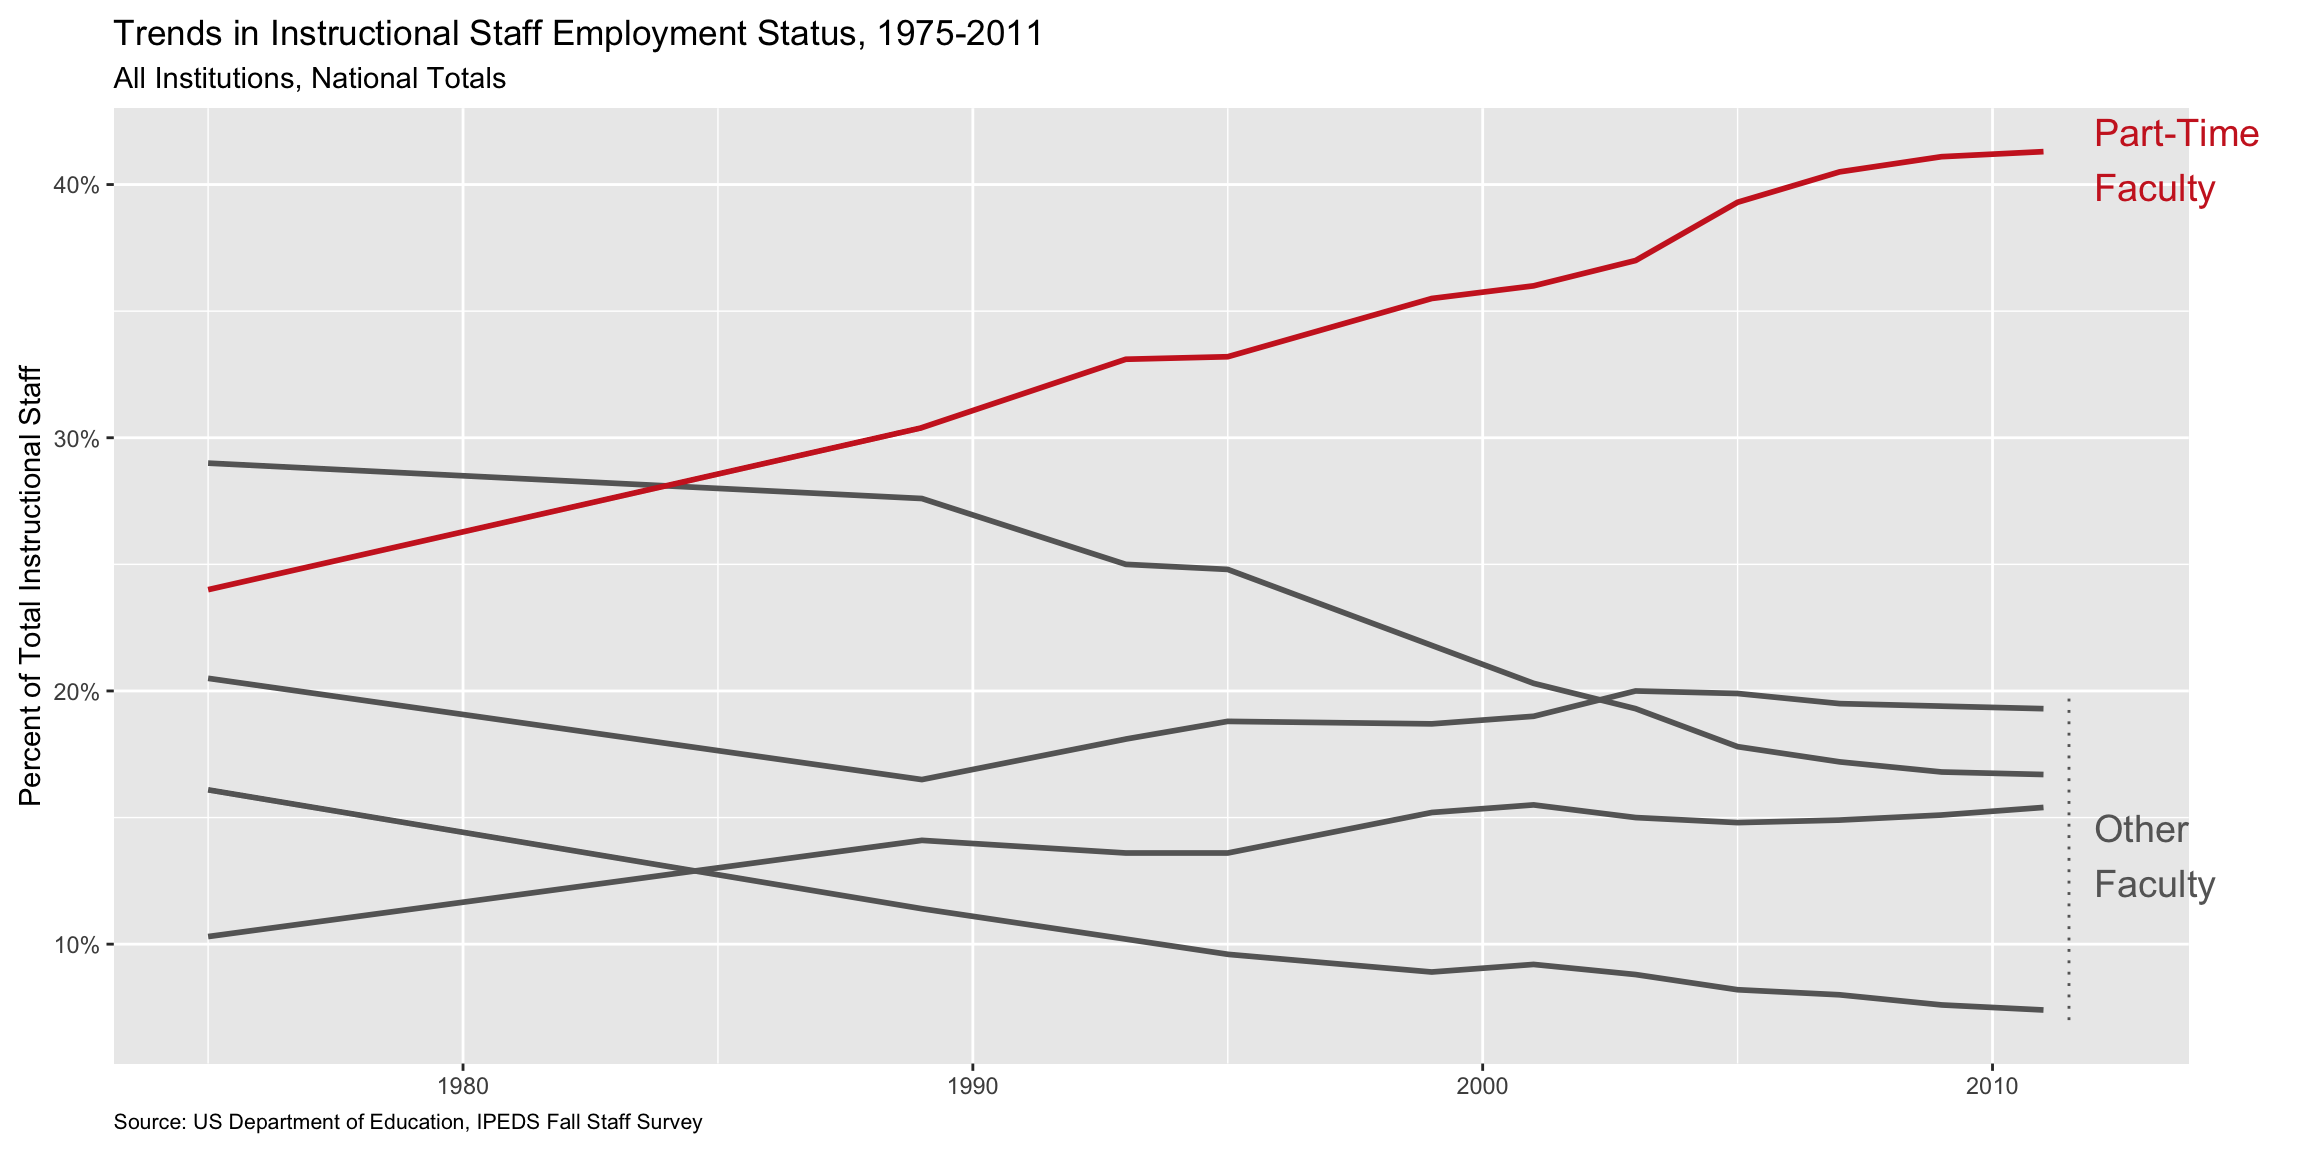 Trends in Instructional Staff Employment Status, 1975-2011
All Institutions, National Totals
Percent of Total Instructional Staff
40%
30%
20%
10%
Part-Time
Faculty
Other
Faculty
1980
1990
2000
2010
Source: US Department of Education, IPEDS Fall Staff Survey